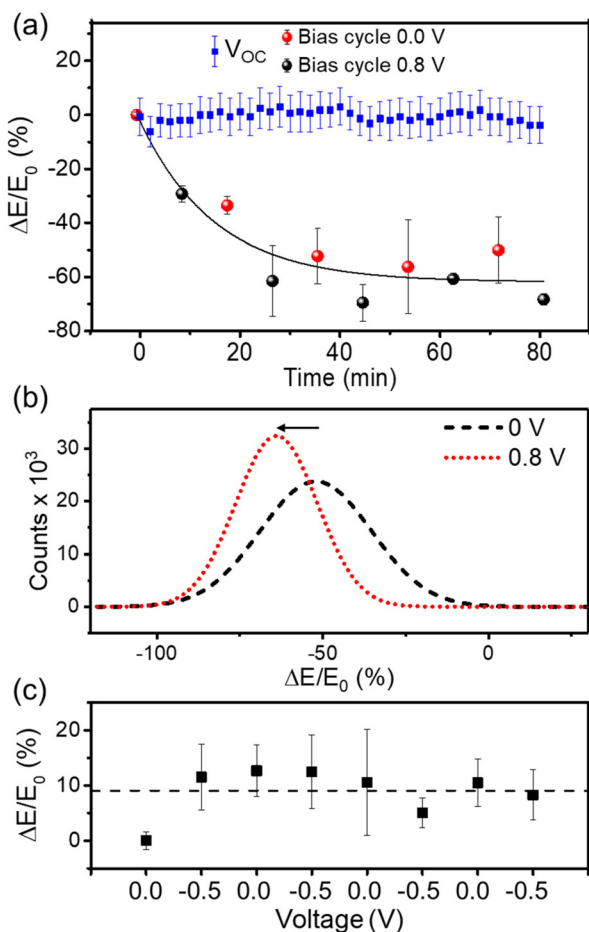 (a)
V_OC
Bias cycle 0.0 V
Bias cycle 0.8 V
ΔE/E₀ (%)
20
0
-20
-40
-60
-80
0
20
40
60
80
Time (min)
(b)
0 V
0.8 V
Counts x 10³
30
20
10
0
-100
-50
0
ΔE/E₀ (%)
(c)
ΔE/E₀ (%)
20
10
0
0.0
-0.5
0.0
-0.5
0.0
-0.5
0.0
-0.5
Voltage (V)